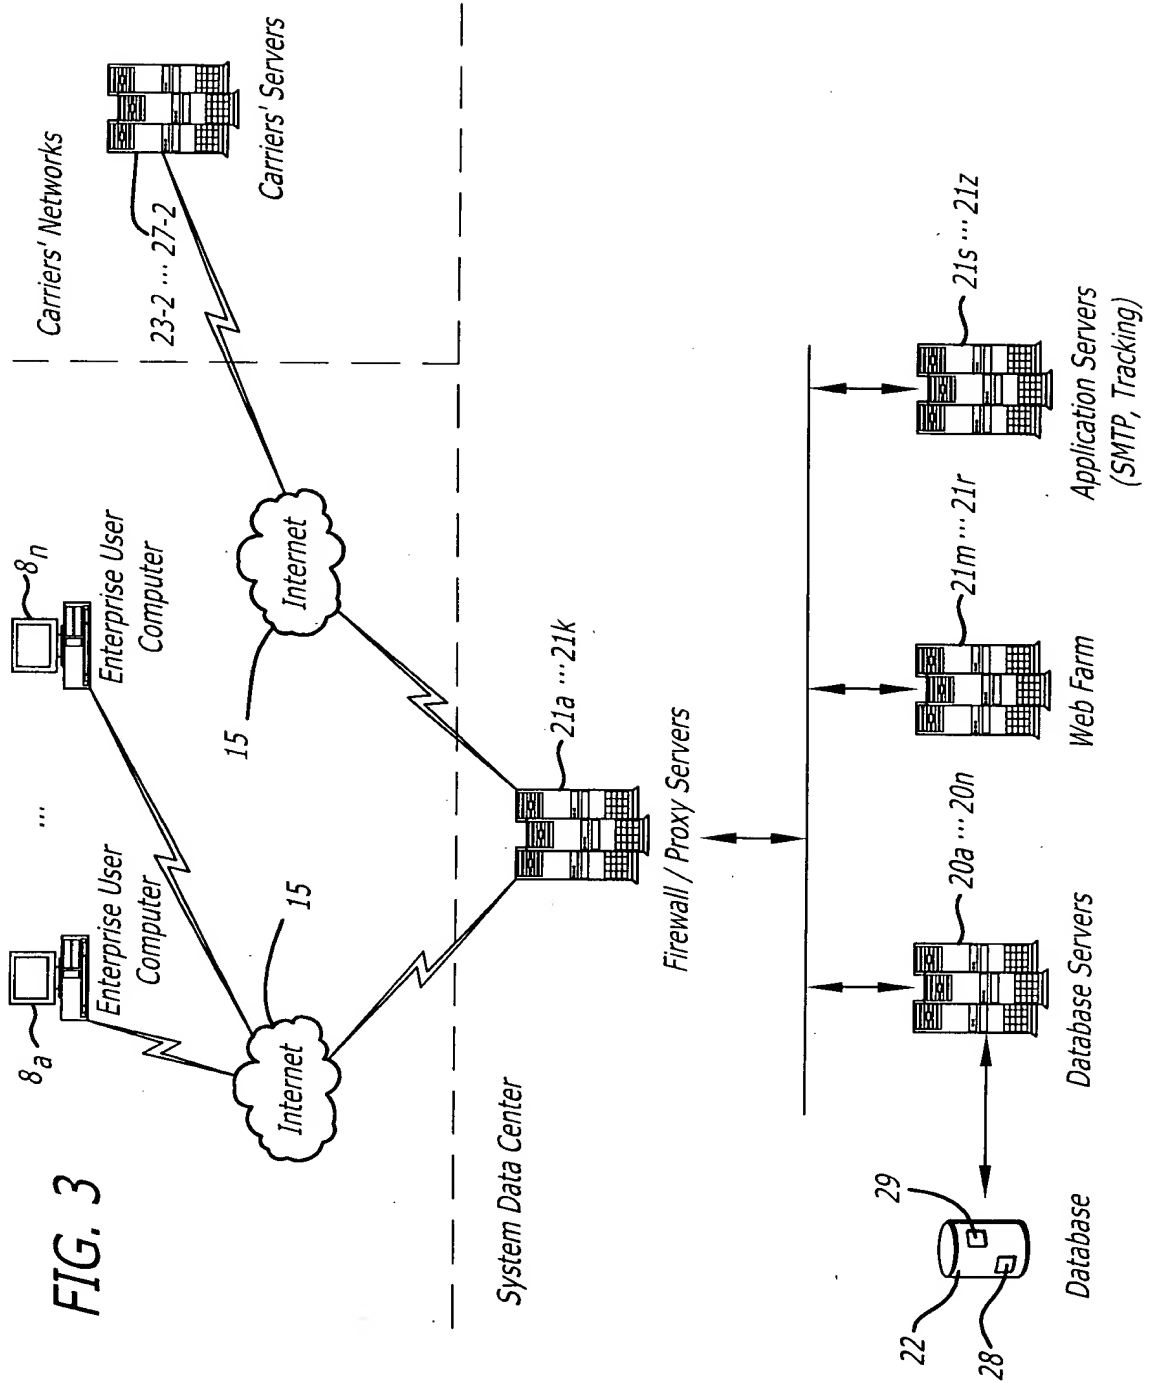 FIG. 3
8a
Enterprise User
Computer
...
8n
Enterprise User
Computer
Carriers' Networks
23-2 ... 27-2
Carriers' Servers
15
Internet
15
Internet
System Data Center
21a ... 21k
Firewall / Proxy Servers
22
28
29
Database
20a ... 20n
Database Servers
21m ... 21r
Web Farm
21s ... 21z
Application Servers
(SMTP, Tracking)